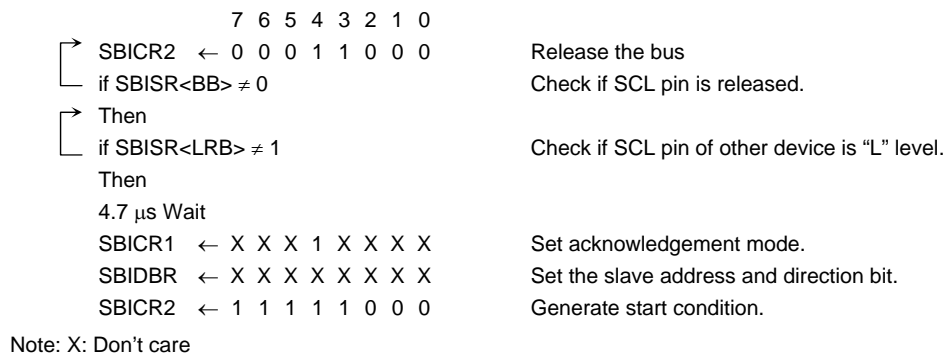 7 6 5 4 3 2 1 0
SBICR2 ← 0 0 0 1 1 0 0 0 Release the bus
if SBISR<BB> ≠ 0 Check if SCL pin is released.
Then
if SBISR<LRB> ≠ 1 Check if SCL pin of other device is “L” level.
Then
4.7 μs Wait
SBICR1 ← X X X 1 X X X X Set acknowledgement mode.
SBIDBR ← X X X X X X X X Set the slave address and direction bit.
SBICR2 ← 1 1 1 1 1 0 0 0 Generate start condition.
Note: X: Don’t care